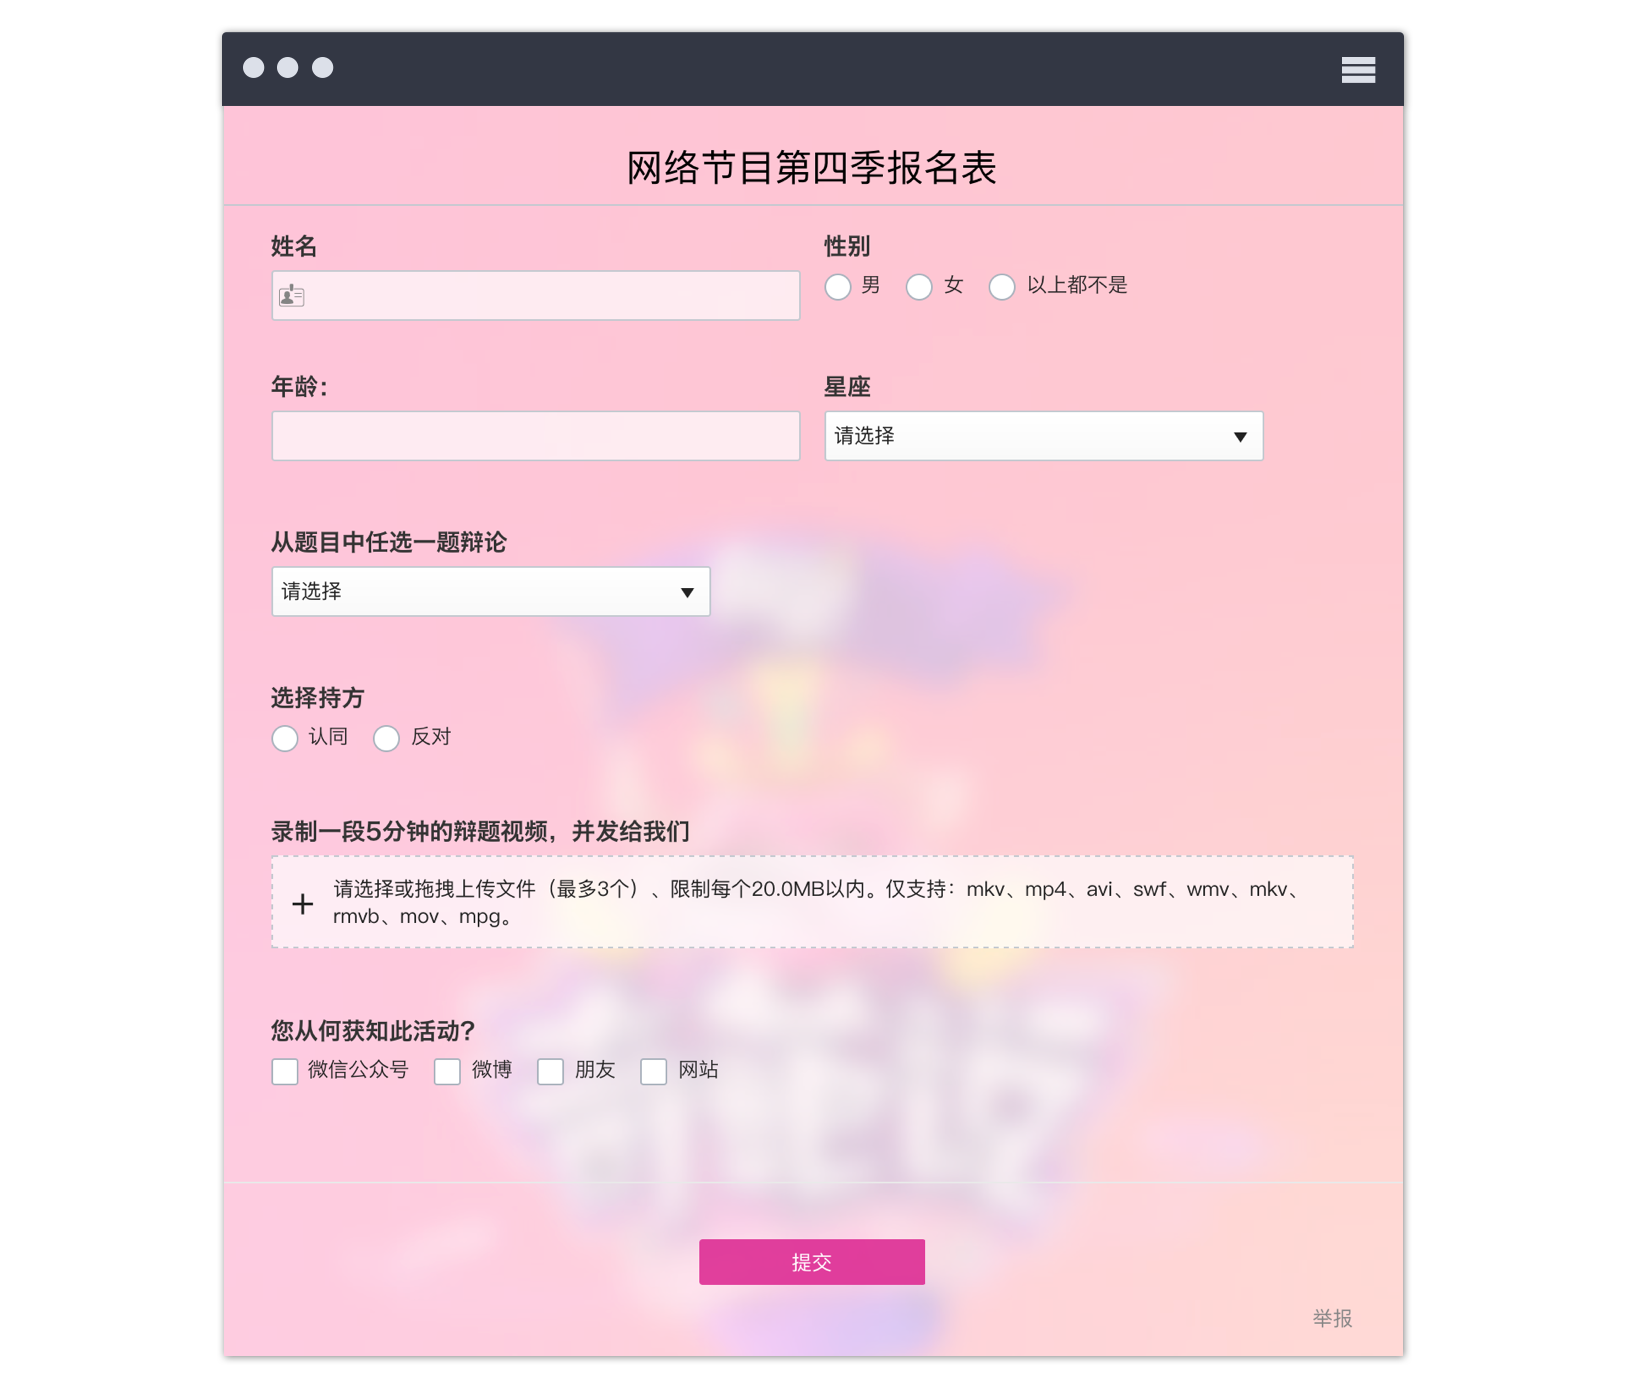 网络节目第四季报名表
姓名
性别
男 女 以上都不是
年龄：
星座
请选择
从题目中任选一题辩论
请选择
选择持方
认同 反对
录制一段5分钟的辩题视频，并发给我们
请选择或拖拽上传文件（最多3个）、限制每个20.0MB以内。仅支持：mkv、mp4、avi、swf、wmv、mkv、
rmvb、mov、mpg。
您从何获知此活动？
微信公众号 微博 朋友 网站
提交
举报